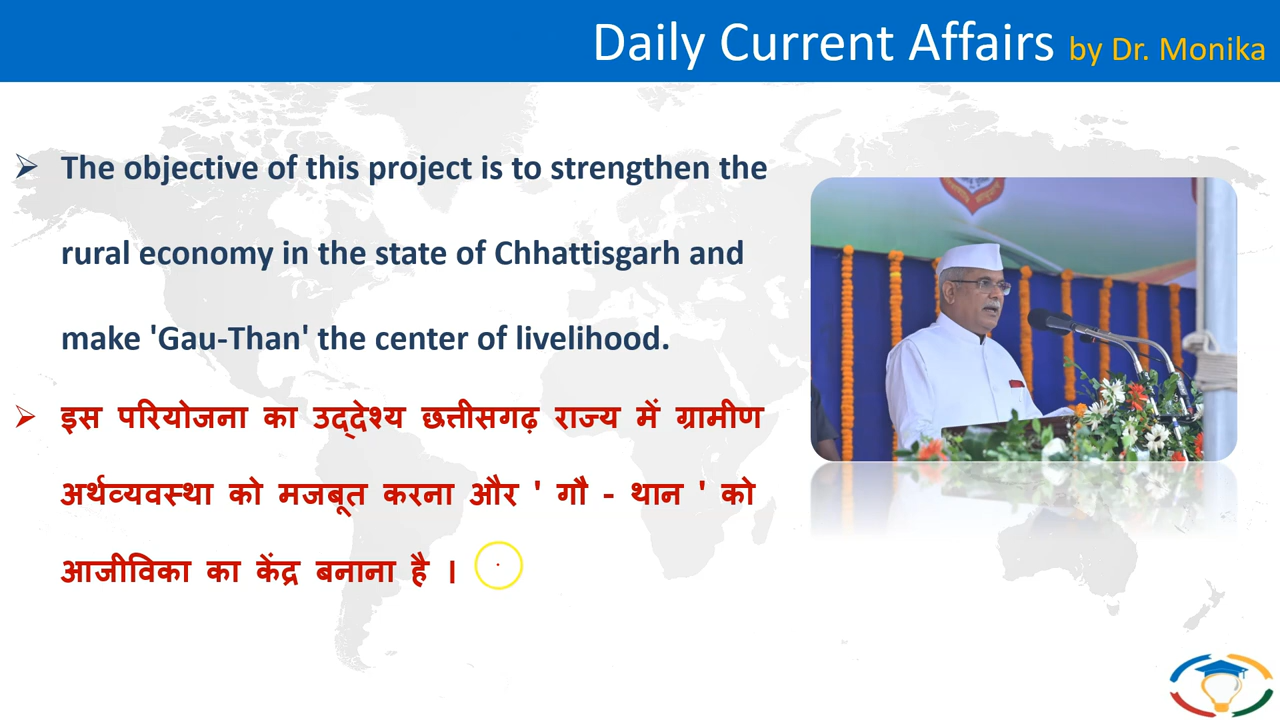 Daily Current Affairs by Dr. Monika
The objective of this project is to strengthen the
rural economy in the state of Chhattisgarh and
make 'Gau-Than' the center of livelihood.
इस परियोजना का उद्देश्य छत्तीसगढ़ राज्य में ग्रामीण
अर्थव्यवस्था को मजबूत करना और ' गौ - थान ' को
आजीविका का केंद्र बनाना है ।